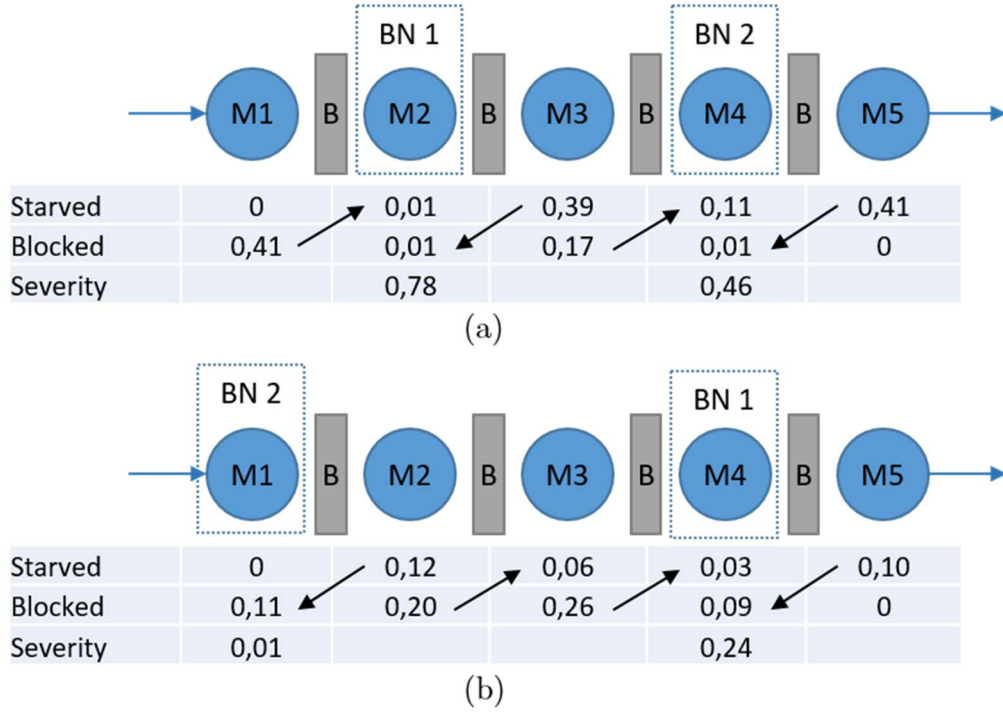 BN 1 BN 2
M1 B M2 B M3 B M4 B M5
Starved 0 0,01 0,39 0,11 0,41
Blocked 0,41 0,01 0,17 0,01 0
Severity 0,78 0,46
(a)
BN 2 BN 1
M1 B M2 B M3 B M4 B M5
Starved 0 0,12 0,06 0,03 0,10
Blocked 0,11 0,20 0,26 0,09 0
Severity 0,01 0,24
(b)